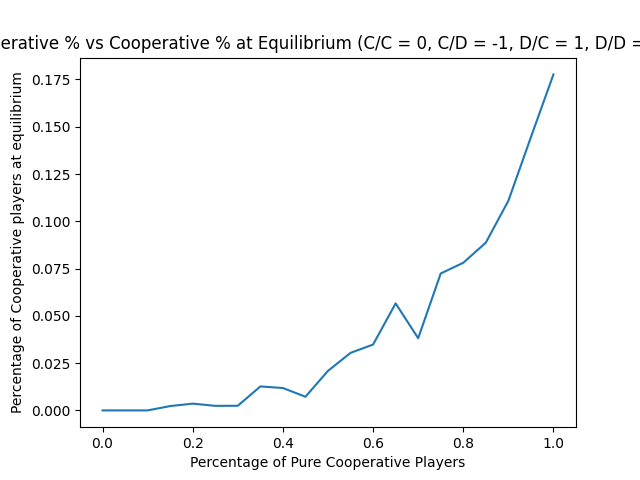 erative % vs Cooperative % at Equilibrium (C/C = 0, C/D = -1, D/C = 1, D/D =
Percentage of Cooperative players at equilibrium
0.175
0.150
0.125
0.100
0.075
0.050
0.025
0.000
0.0 0.2 0.4 0.6 0.8 1.0
Percentage of Pure Cooperative Players